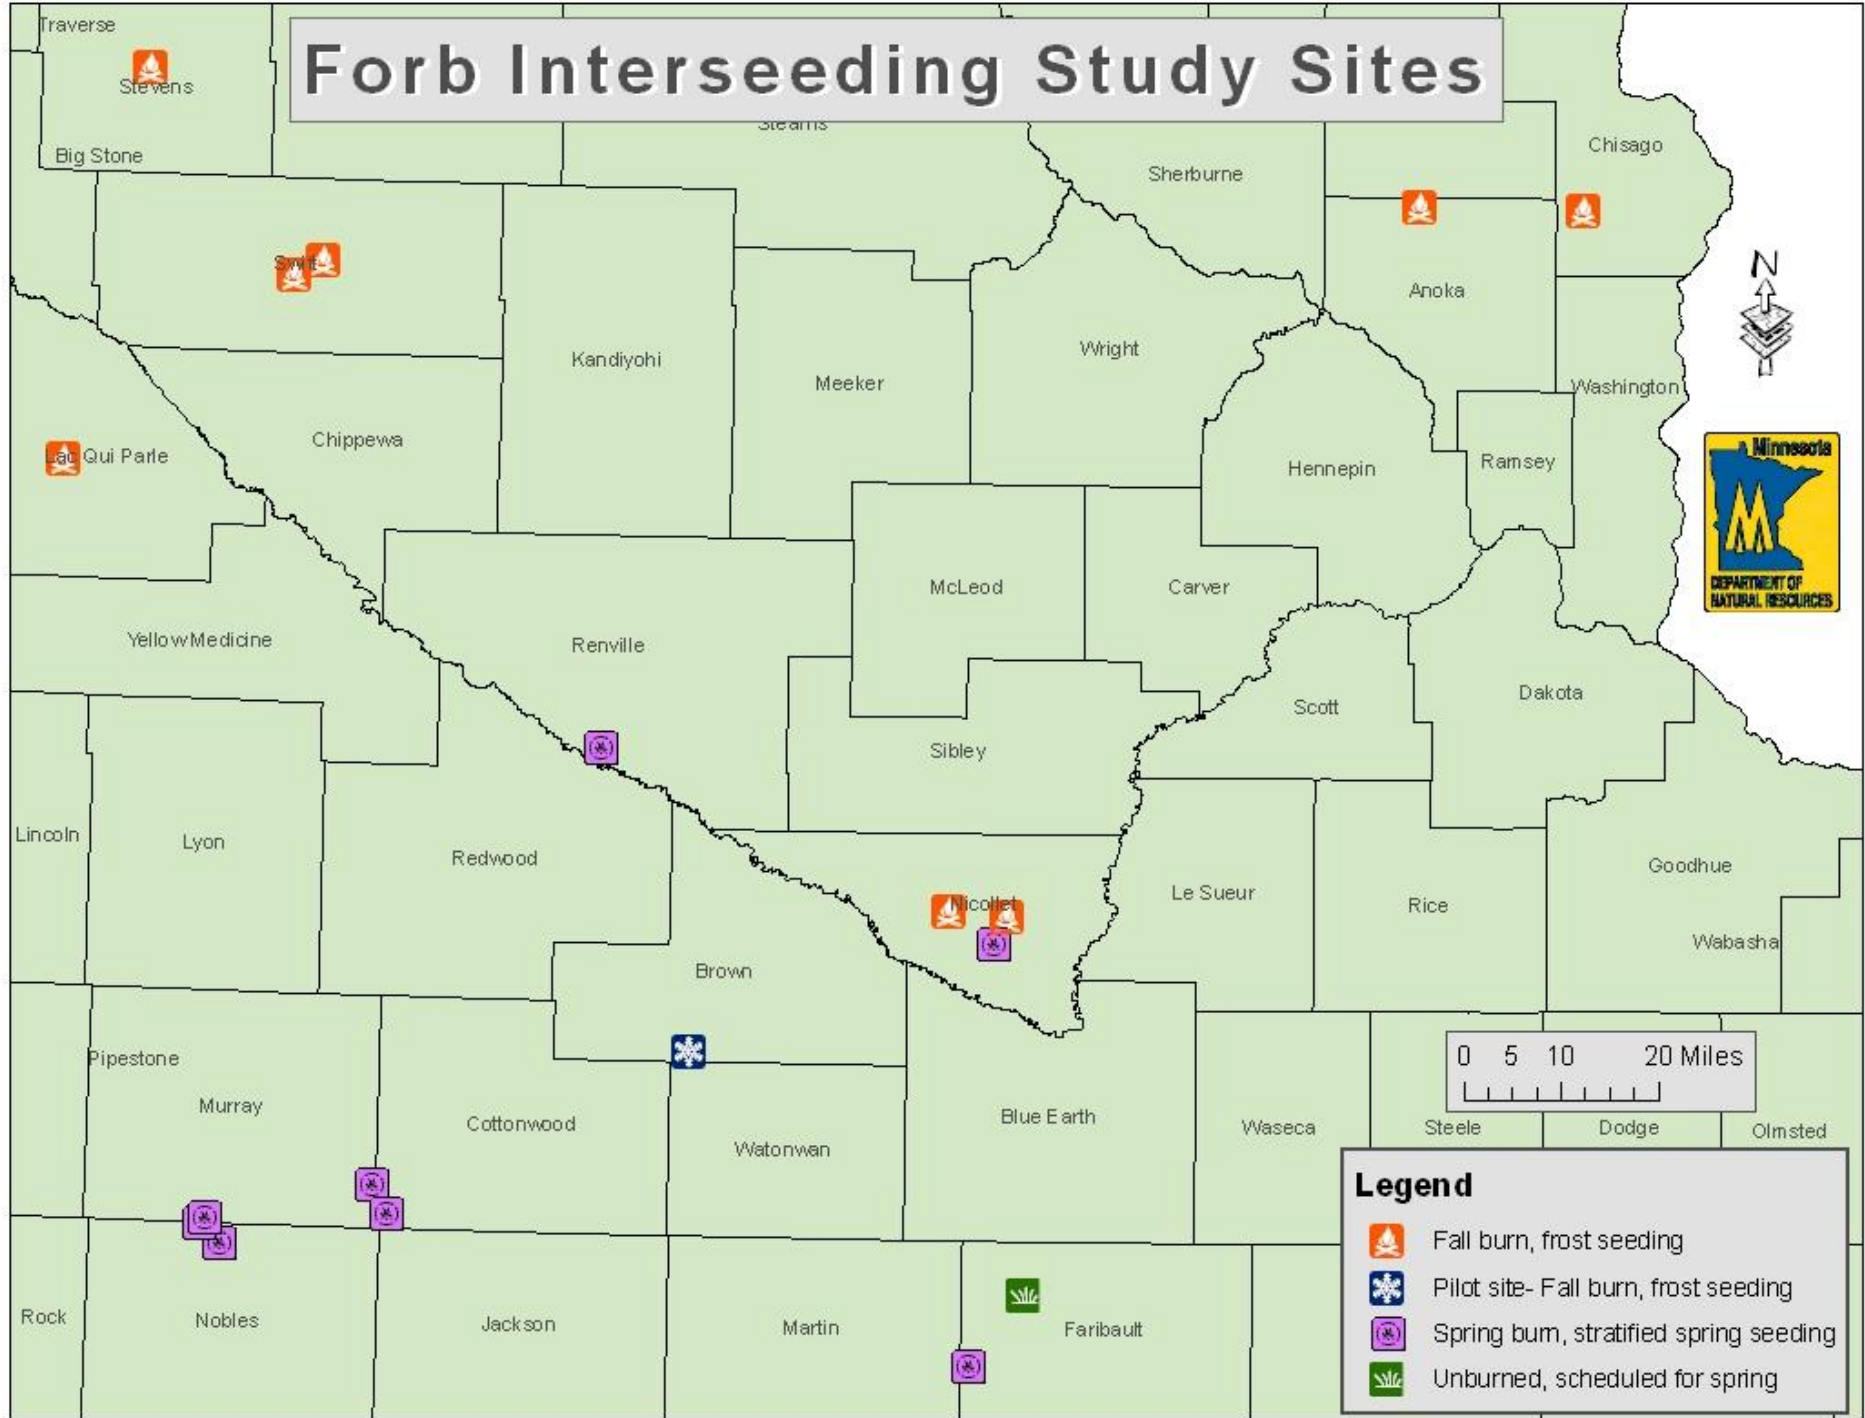 Forb Interseeding Study Sites
Traverse
Stevens
Big Stone
Stearns
Sherburne
Chisago
Swift
Kandiyohi
Meeker
Wright
Anoka
N
Washington
Lac Qui Parle
Chippewa
Hennepin
Ramsey
Minnesota
DEPARTMENT OF
NATURAL RESOURCES
McLeod
Carver
Yellow Medicine
Renville
Scott
Dakota
Sibley
Lincoln
Lyon
Redwood
Nicollet
Le Sueur
Rice
Goodhue
Wabasha
Brown
Pipestone
Murray
Cottonwood
Watonwan
Blue Earth
Waseca
Steele
Dodge
Olmsted
0 5 10 20 Miles
Rock
Nobles
Jackson
Martin
Faribault
Legend
Fall burn, frost seeding
Pilot site- Fall burn, frost seeding
Spring burn, stratified spring seeding
Unburned, scheduled for spring